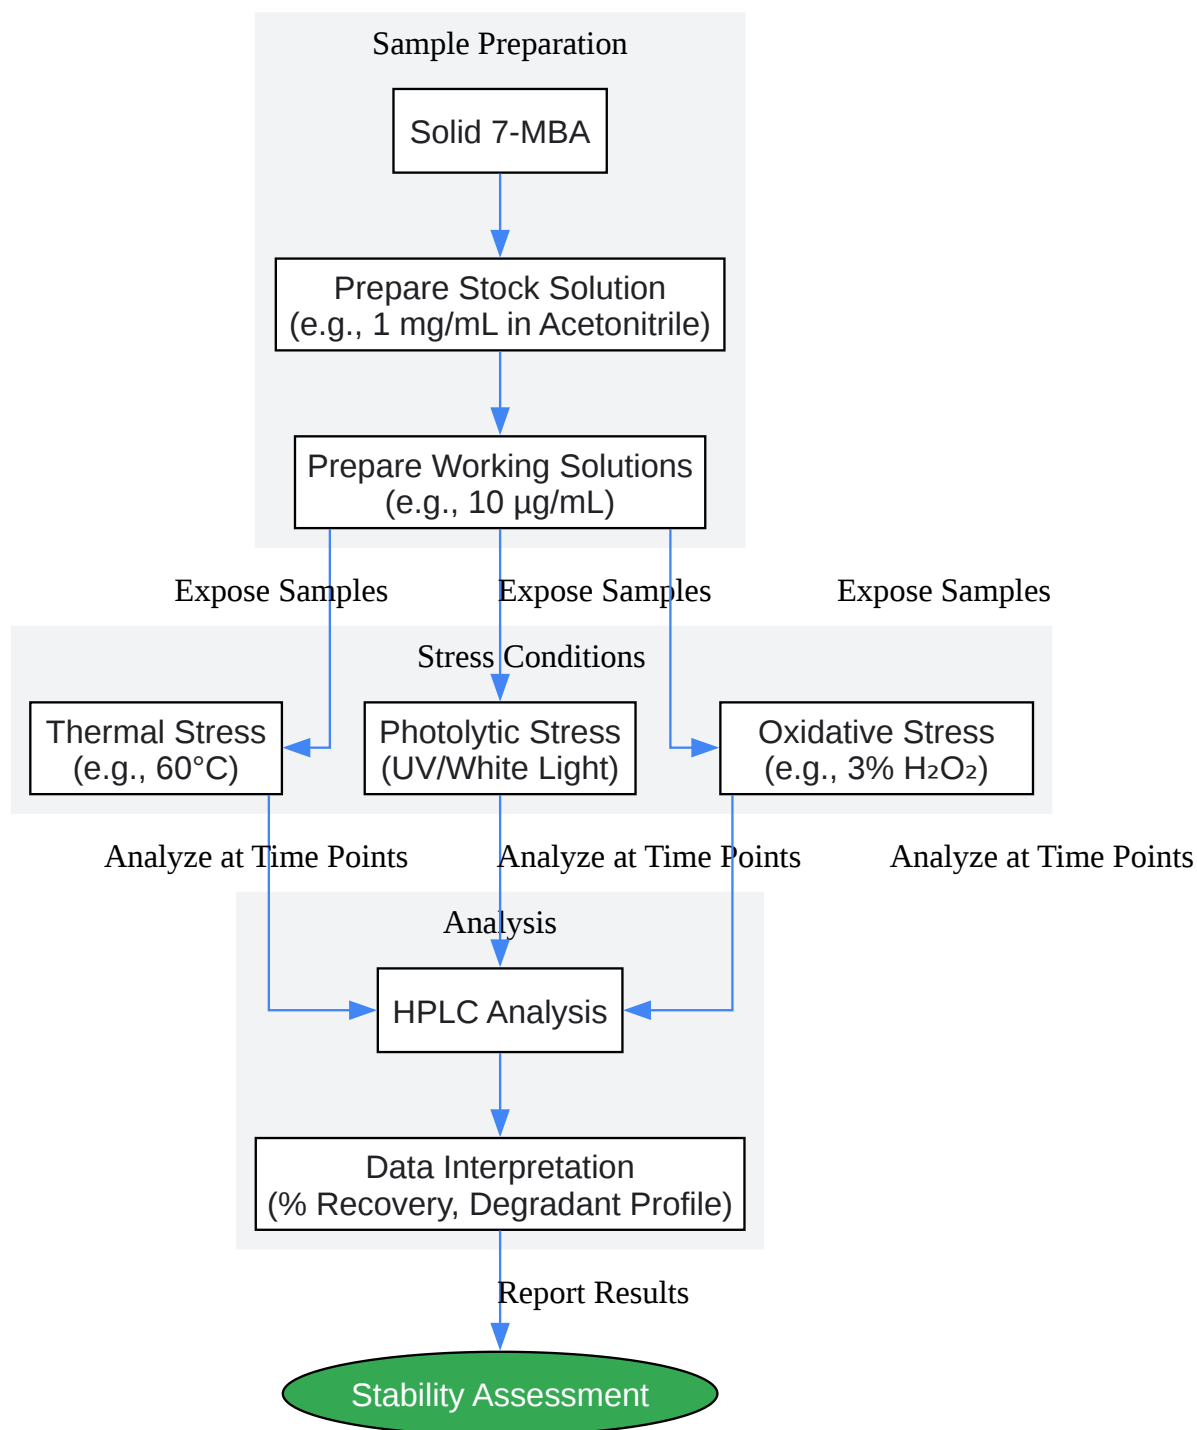 Sample Preparation
Solid 7-MBA
Prepare Stock Solution
(e.g., 1 mg/mL in Acetonitrile)
Prepare Working Solutions
(e.g., 10 µg/mL)
Expose Samples
Expose Samples
Expose Samples
Stress Conditions
Thermal Stress
(e.g., 60°C)
Photolytic Stress
(UV/White Light)
Oxidative Stress
(e.g., 3% H₂O₂)
Analyze at Time Points
Analyze at Time Points
Analyze at Time Points
Analysis
HPLC Analysis
Data Interpretation
(% Recovery, Degradant Profile)
Report Results
Stability Assessment